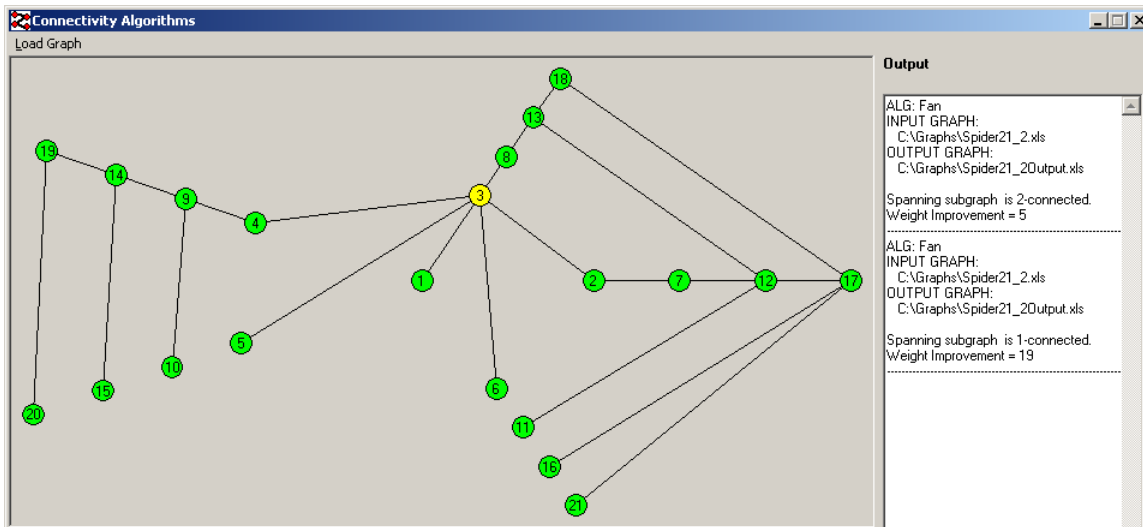 Connectivity Algorithms
Load Graph
Output
ALG: Fan
INPUT GRAPH:
C:\Graphs\Spider21_2.xls
OUTPUT GRAPH:
C:\Graphs\Spider21_2Output.xls
Spanning subgraph is 2-connected.
Weight Improvement = 5
ALG: Fan
INPUT GRAPH:
C:\Graphs\Spider21_2.xls
OUTPUT GRAPH:
C:\Graphs\Spider21_2Output.xls
Spanning subgraph is 1-connected.
Weight Improvement = 19
18
13
19
8
14
3
9
4
1
2
7
12
17
5
10
6
15
20
11
16
21